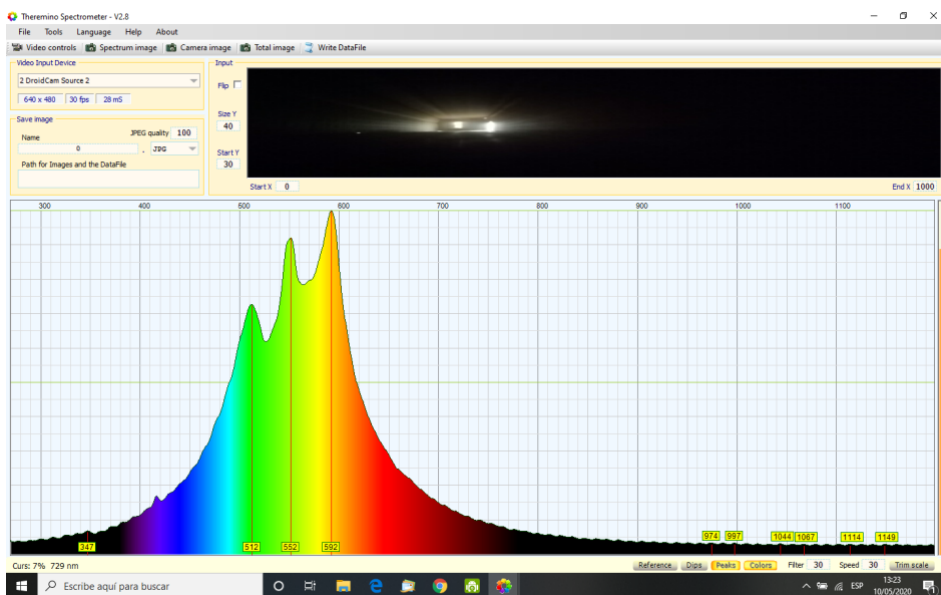 Theremino Spectrometer - V2.8
File Tools Language Help About
Video controls Spectrum image Camera image Total image Write DataFile
Video Input Device
2 DroidCam Source 2
640 x 480 30 fps 28 mS
Save image
Name JPEG quality 100
0 . JPG
Path for Images and the DataFile
Input
Flip
Size Y
40
Start Y
30
Start X 0 End X 1000
300 400 500 600 700 800 900 1000 1100
347 512 552 592 974 997 1044 1067 1114 1149
Curs: 7% 729 nm Reference Dips Peaks Colors Filter 30 Speed 30 Trim scale
Escribe aquí para buscar ESP 13:23
10/05/2020